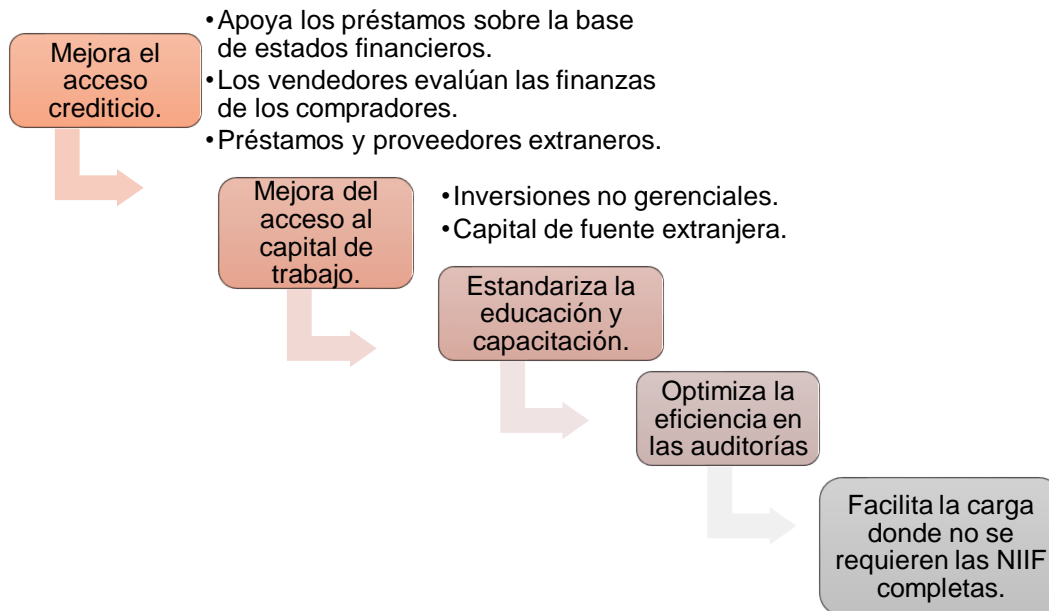 Mejora el
acceso
crediticio.
•Apoya los préstamos sobre la base
de estados financieros.
•Los vendedores evalúan las finanzas
de los compradores.
•Préstamos y proveedores extraneros.
Mejora del
acceso al
capital de
trabajo.
•Inversiones no gerenciales.
•Capital de fuente extranjera.
Estandariza la
educación y
capacitación.
Optimiza la
eficiencia en
las auditorías
Facilita la carga
donde no se
requieren las NIIF
completas.